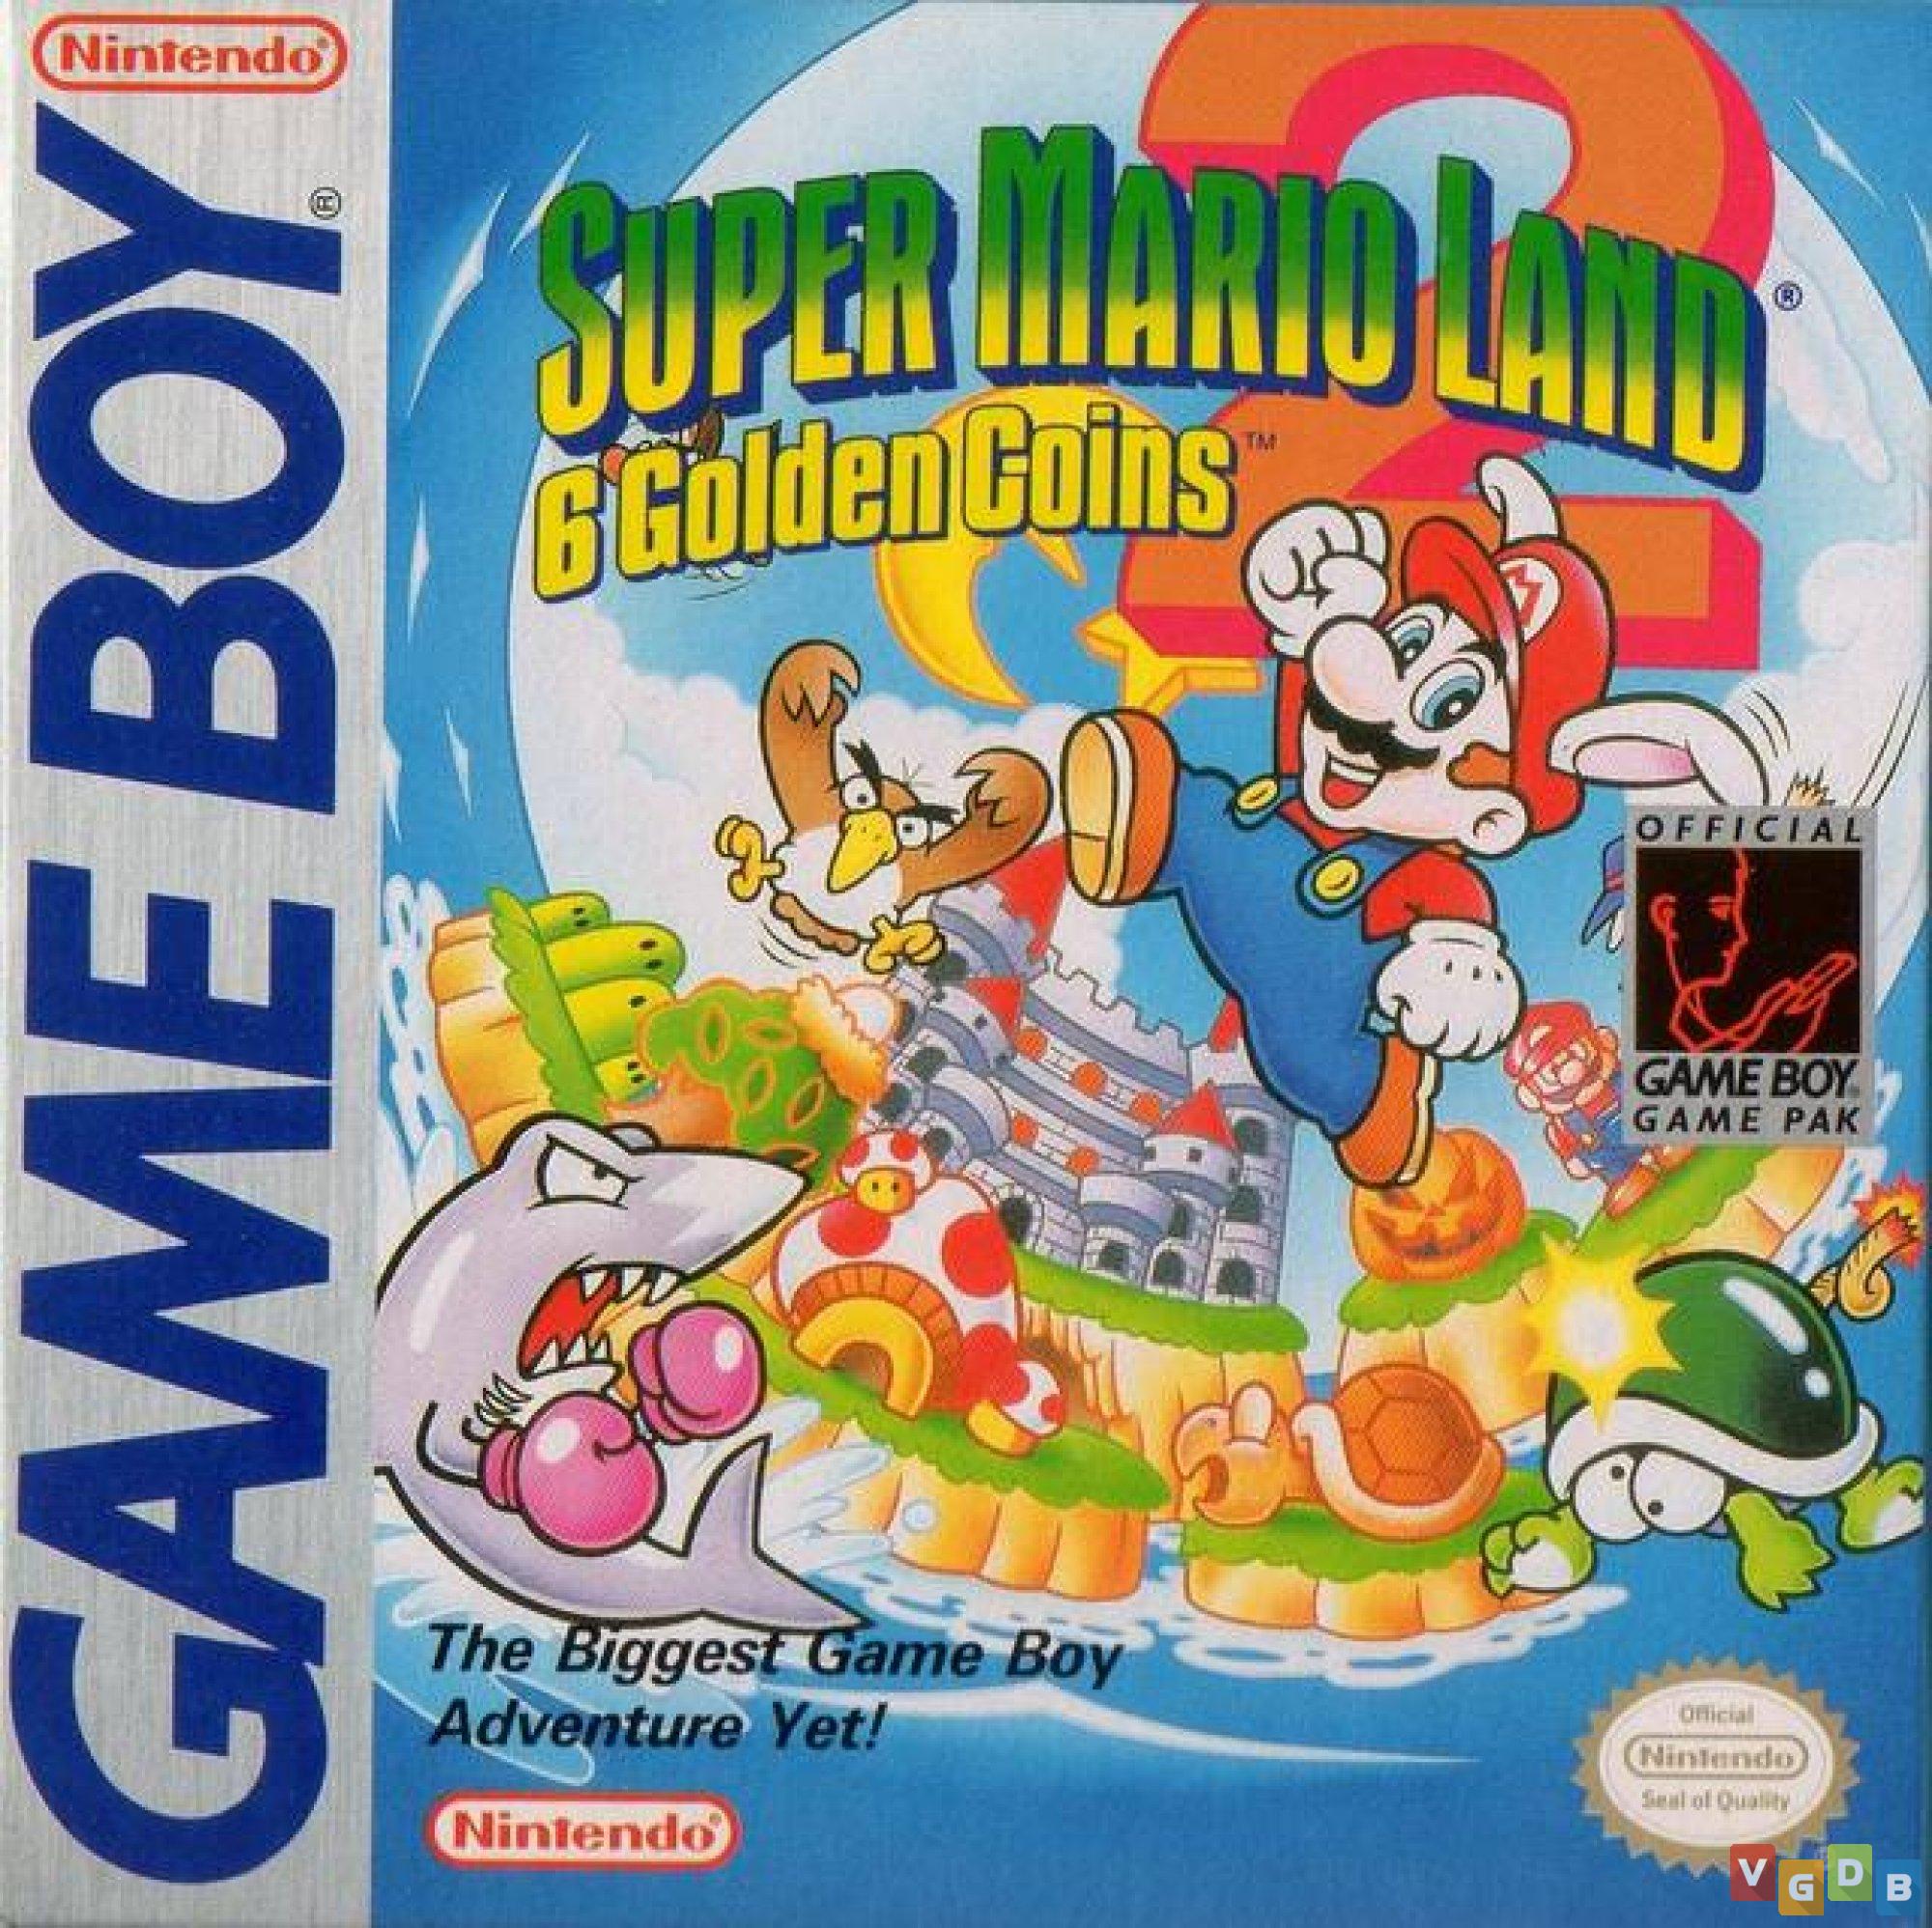 Nintendo®
GAME BOY®
2
SUPER MARIO LAND®
6 Golden Coins™
M
OFFICIAL
GAME BOY®
GAME PAK
The Biggest Game Boy
Adventure Yet!
Nintendo®
Official
Nintendo
Seal of Quality
VGDB